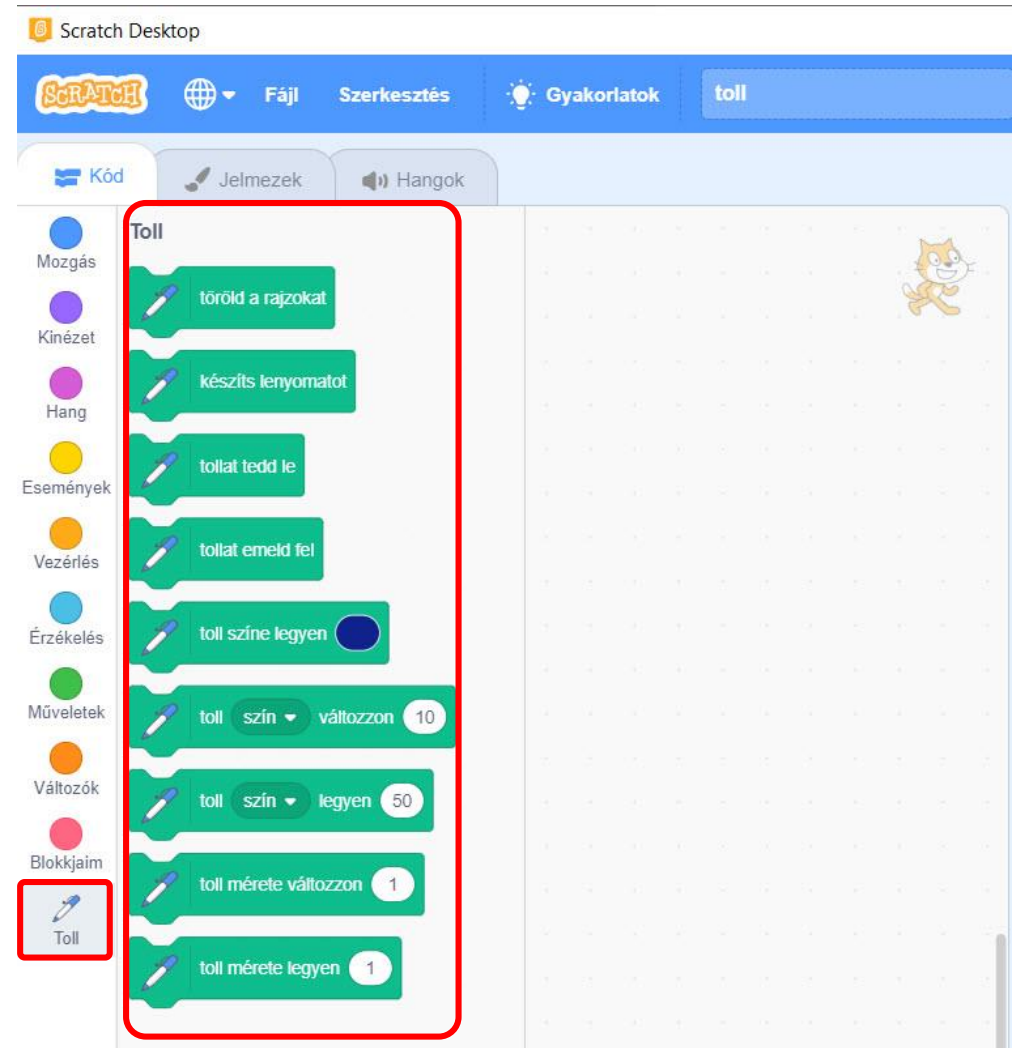 Scratch Desktop
SCRATCH Fájl Szerkesztés Gyakorlatok toll
Kód Jelmezek Hangok
Mozgás
Kinézet
Hang
Események
Vezérlés
Érzékelés
Műveletek
Változók
Blokkjaim
Toll
Toll
töröld a rajzokat
készíts lenyomatot
tollat tedd le
tollat emeld fel
toll színe legyen
toll szín változzon 10
toll szín legyen 50
toll mérete változzon 1
toll mérete legyen 1